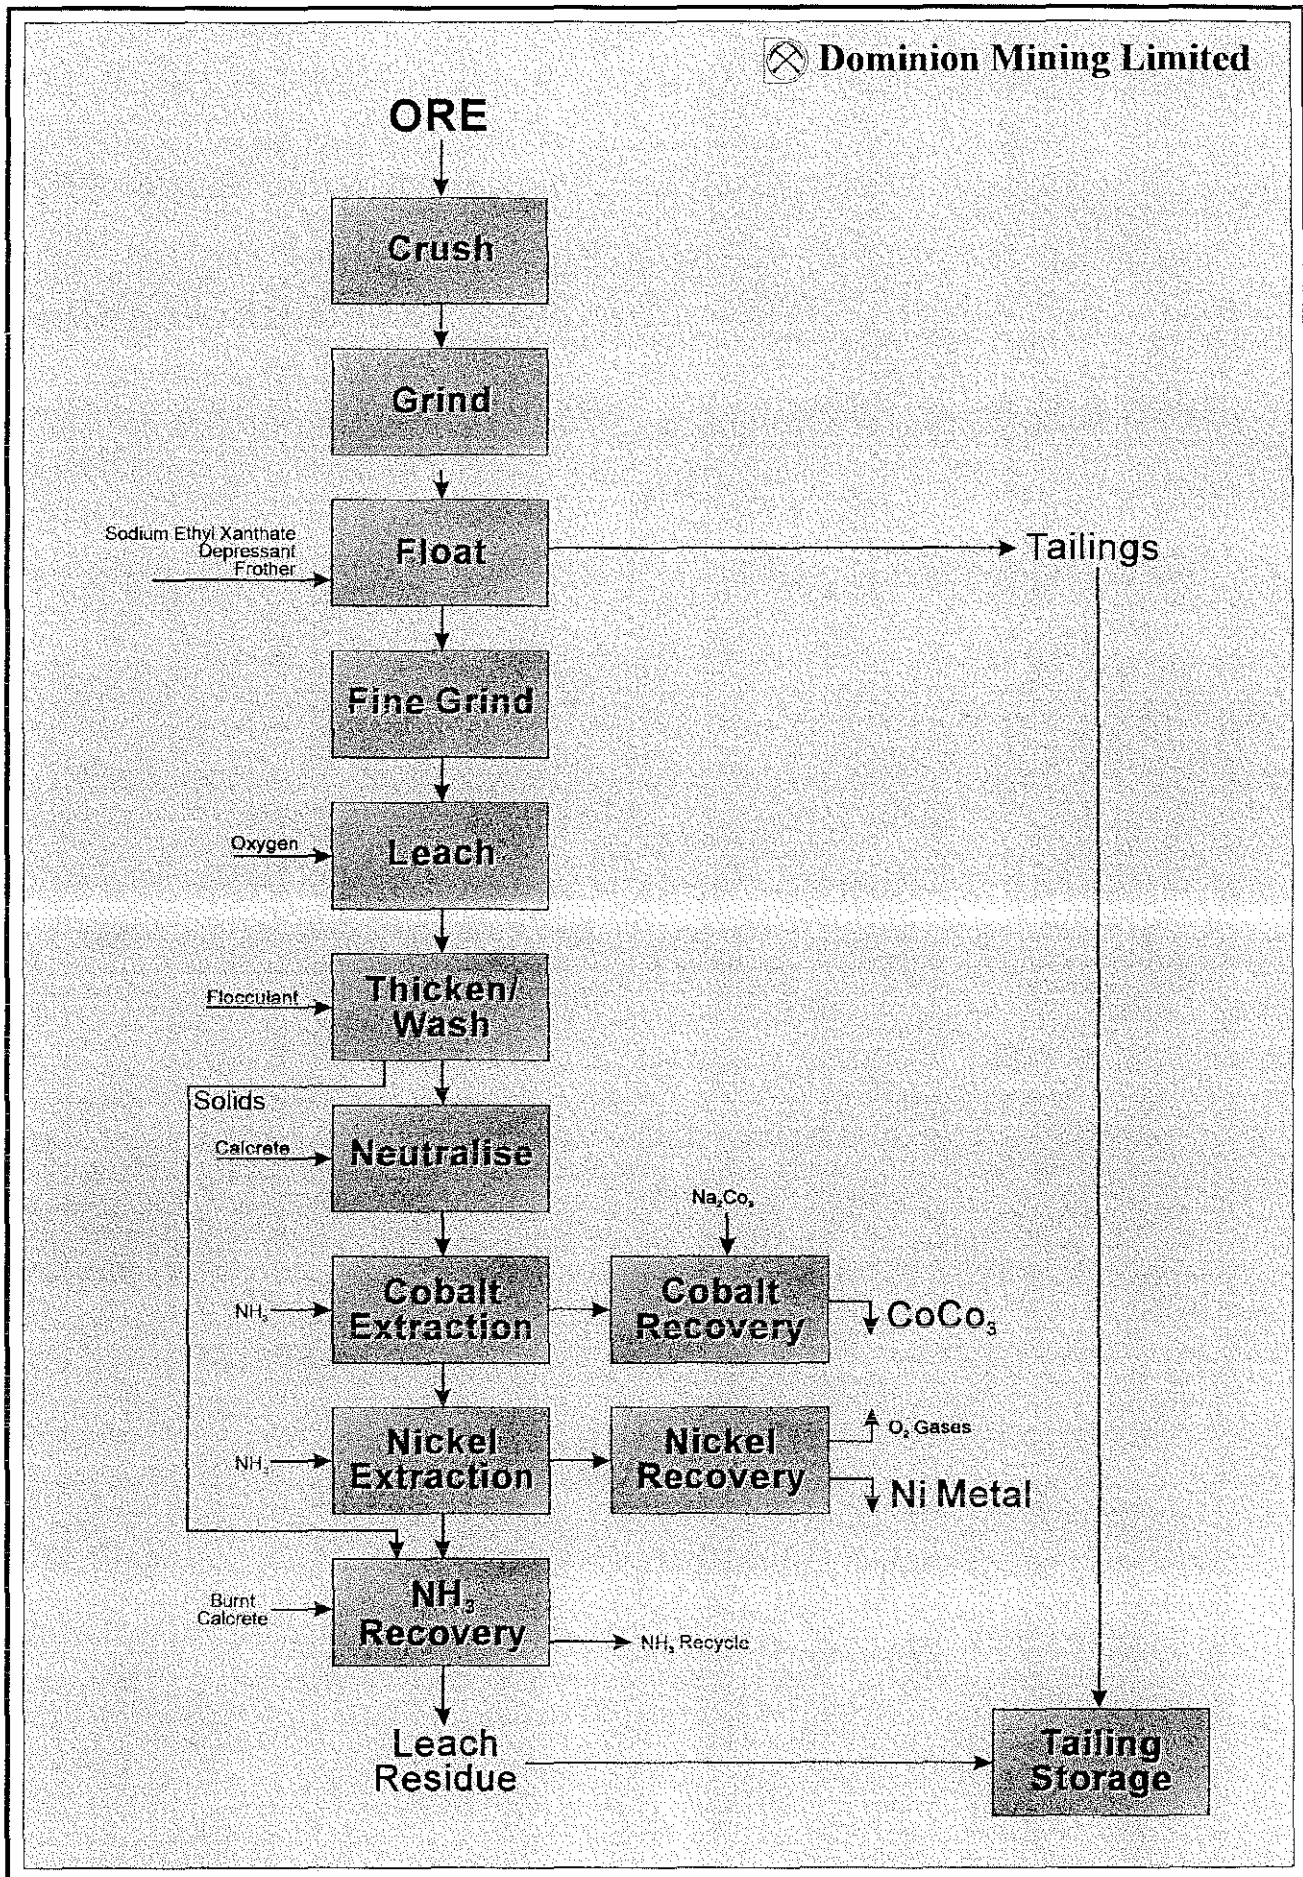 Dominion Mining Limited
ORE
Crush
Grind
Sodium Ethyl Xanthate
Depressant
Frother
Float
Tailings
Fine Grind
Oxygen
Leach
Flocculant
Thicken/
Wash
Solids
Calcrete
Neutralise
Na₂Co₃
NH₃
Cobalt
Extraction
Cobalt
Recovery
CoCo₃
NH₃
Nickel
Extraction
Nickel
Recovery
O₂ Gases
Ni Metal
Burnt
Calcrete
NH₃
Recovery
NH₃ Recycle
Leach
Residue
Tailing
Storage